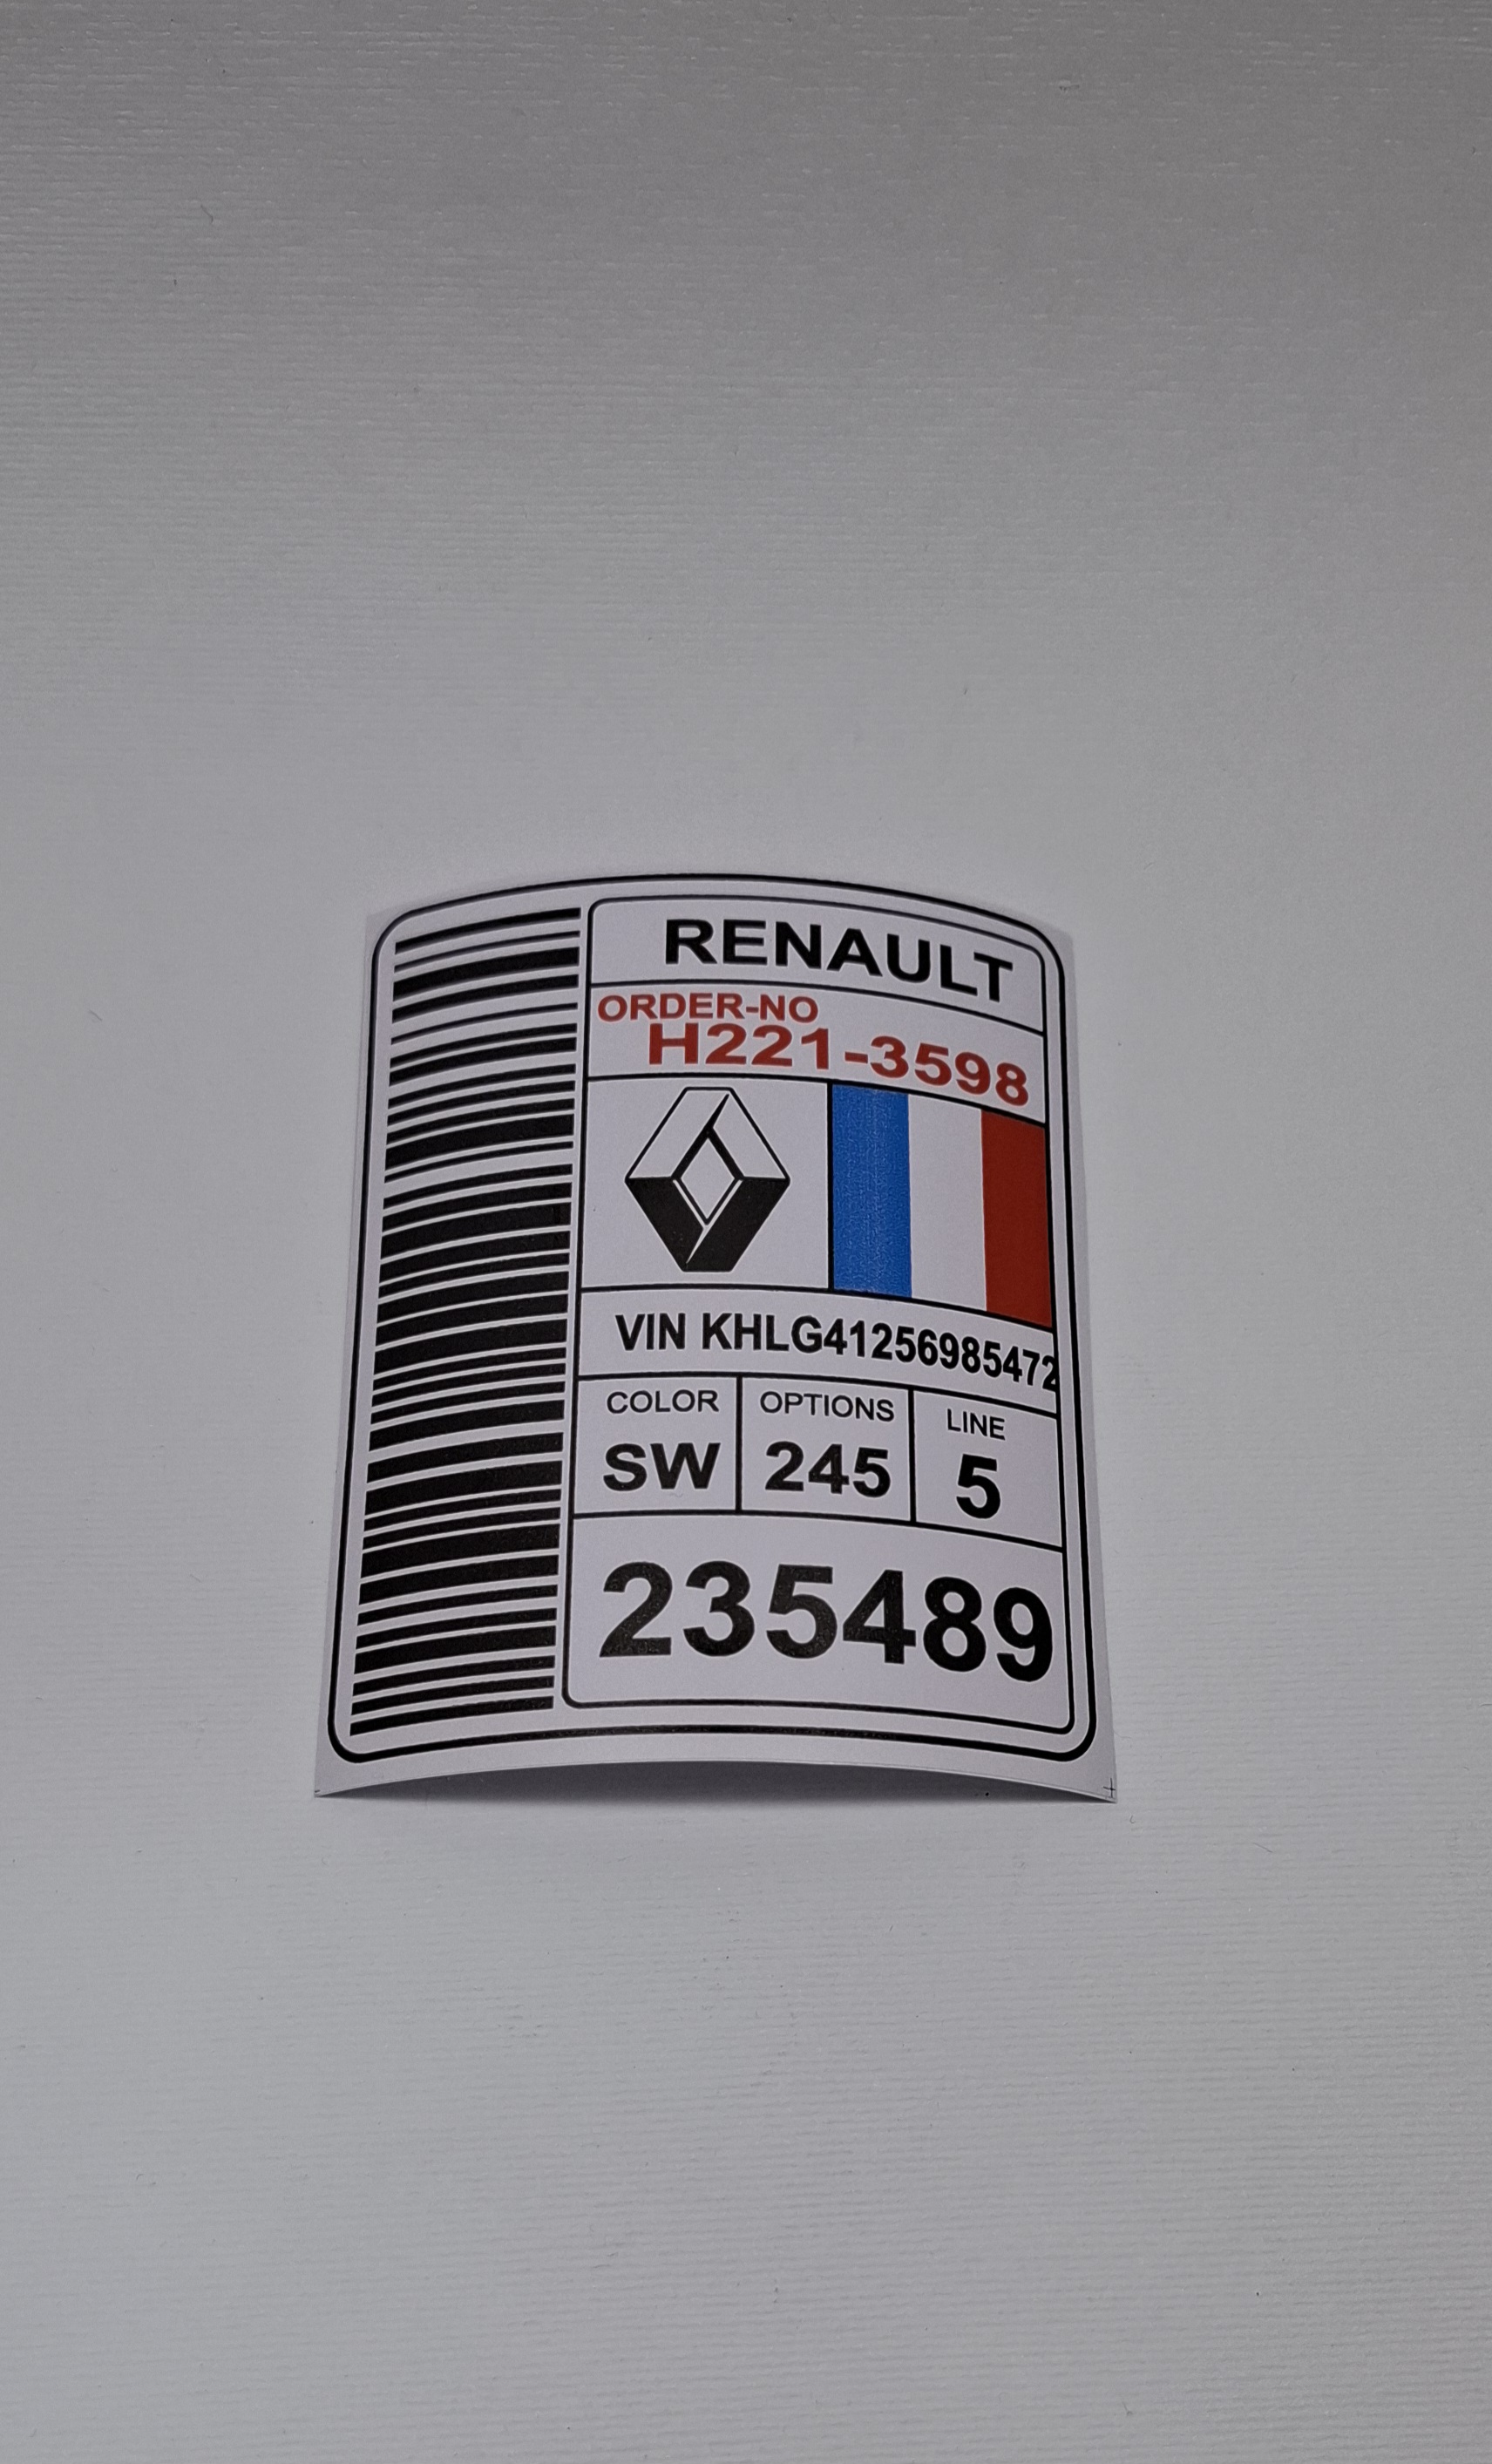 RENAULT
ORDER-NO
H221-3598
VIN KHLG41256985472
COLOR OPTIONS LINE
SW 245 5
235489